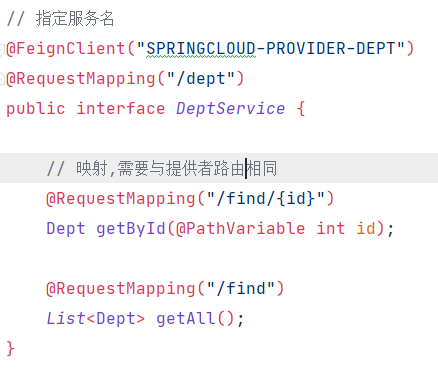 // 指定服务名
@FeignClient("SPRINGCLOUD-PROVIDER-DEPT")
@RequestMapping("/dept")
public interface DeptService {
// 映射,需要与提供者路由相同
@RequestMapping("/find/{id}")
Dept getById(@PathVariable int id);
@RequestMapping("/find")
List<Dept> getAll();
}